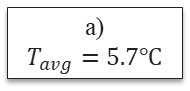 a)
T_avg = 5.7°C